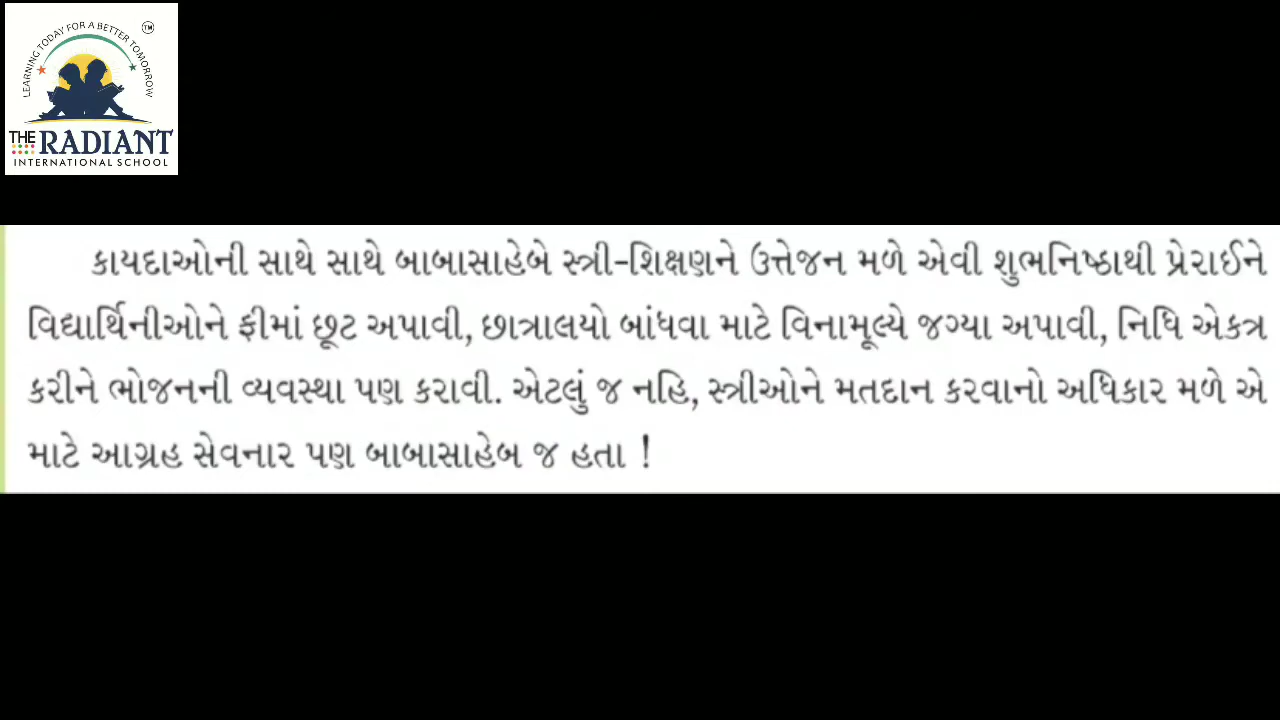 LEARNING TODAY FOR A BETTER TOMORROW
TM
THE RADIANT
INTERNATIONAL SCHOOL
કાયદાઓની સાથે સાથે બાબાસાહેબે સ્ત્રી-શિક્ષણને ઉત્તેજન મળે એવી શુભનિષ્ઠાથી પ્રેરાઈને
વિદ્યાર્થિનીઓને ફીમાં છૂટ અપાવી, છાત્રાલયો બાંધવા માટે વિનામૂલ્યે જગ્યા અપાવી, નિધિ એકત્ર
કરીને ભોજનની વ્યવસ્થા પણ કરાવી. એટલું જ નહિ, સ્ત્રીઓને મતદાન કરવાનો અધિકાર મળે એ
માટે આગ્રહ સેવનાર પણ બાબાસાહેબ જ હતા !